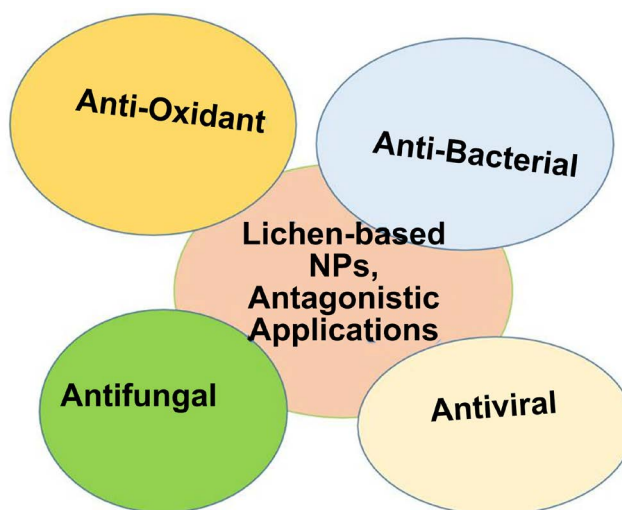 Anti-Oxidant
Anti-Bacterial
Lichen-based
NPs,
Antagonistic
Applications
Antifungal
Antiviral